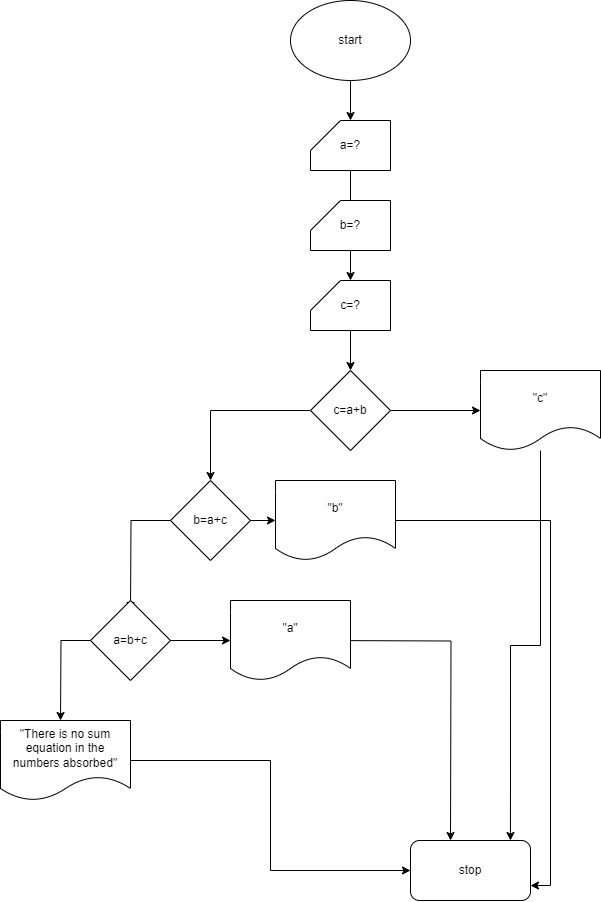 start
a=?
b=?
c=?
c=a+b
"c"
b=a+c
"b"
a=b+c
"a"
"There is no sum
equation in the
numbers absorbed"
stop